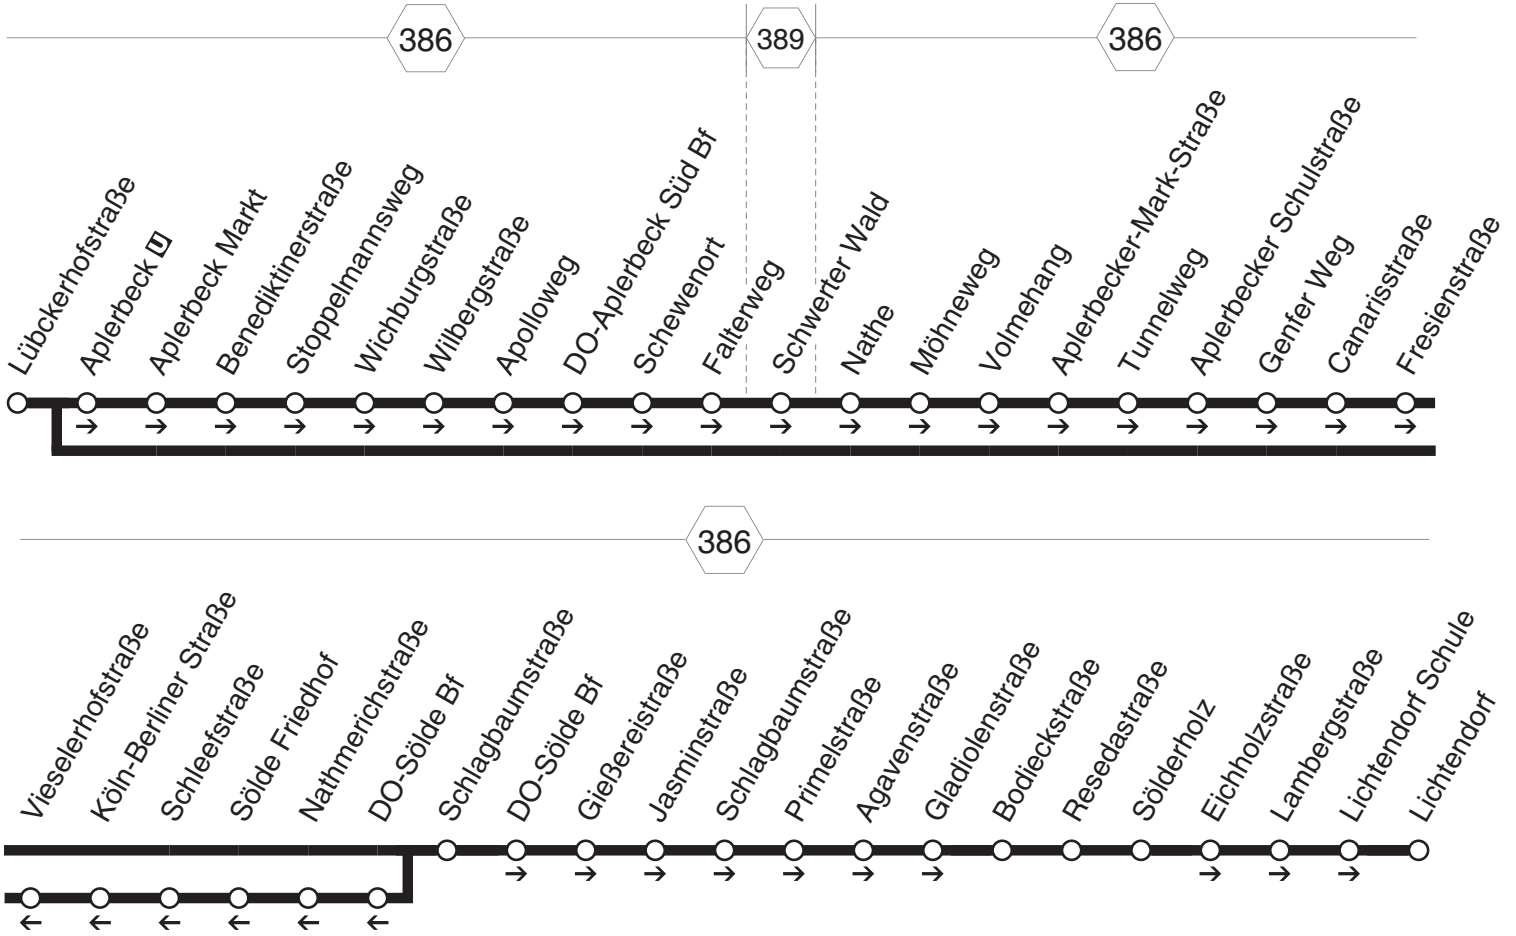 386
389
386
Lübckerhofstraße
Aplerbeck U
Aplerbeck Markt
Benediktinerstraße
Stoppelmannsweg
Wichburgstraße
Wilbergstraße
Apolloweg
DO-Aplerbeck Süd Bf
Schewenort
Falterweg
Schwerter Wald
Nathe
Möhneweg
Volmehang
Aplerbecker-Mark-Straße
Tunnelweg
Aplerbecker Schulstraße
Genfer Weg
Canarisstraße
Fresienstraße
386
Vieselerhofstraße
Köln-Berliner Straße
Schleefstraße
Sölde Friedhof
Nathmerichstraße
DO-Sölde Bf
Schlagbaumstraße
DO-Sölde Bf
Gießereistraße
Jasminstraße
Schlagbaumstraße
Primelstraße
Agavenstraße
Gladiolenstraße
Bodieckstraße
Resedastraße
Sölderholz
Eichholzstraße
Lambergstraße
Lichtendorf Schule
Lichtendorf